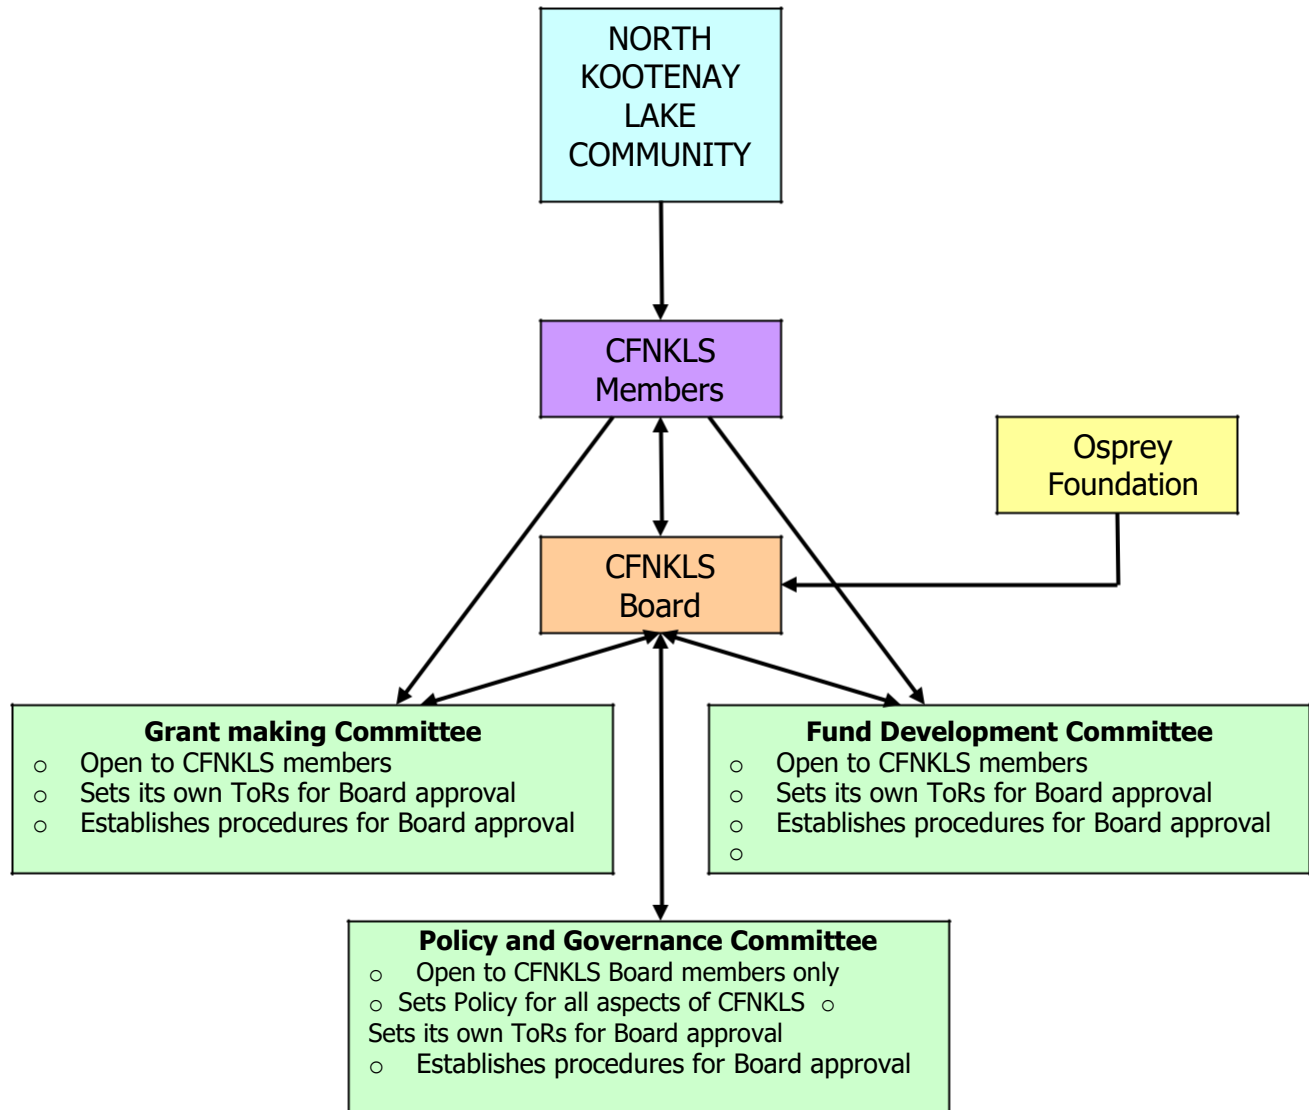 NORTH
KOOTENAY
LAKE
COMMUNITY
CFNKLS
Members
Osprey
Foundation
CFNKLS
Board
Grant making Committee
o Open to CFNKLS members
o Sets its own ToRs for Board approval
o Establishes procedures for Board approval
Fund Development Committee
o Open to CFNKLS members
o Sets its own ToRs for Board approval
o Establishes procedures for Board approval
o
Policy and Governance Committee
o Open to CFNKLS Board members only
o Sets Policy for all aspects of CFNKLS o
Sets its own ToRs for Board approval
o Establishes procedures for Board approval